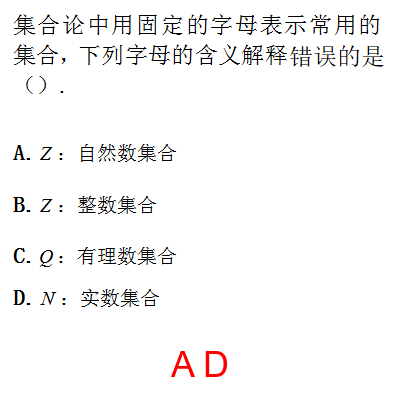 集合论中用固定的字母表示常用的
集合，下列字母的含义解释错误的是
（）.
A. Z：自然数集合
B. Z：整数集合
C. Q：有理数集合
D. N：实数集合
A D